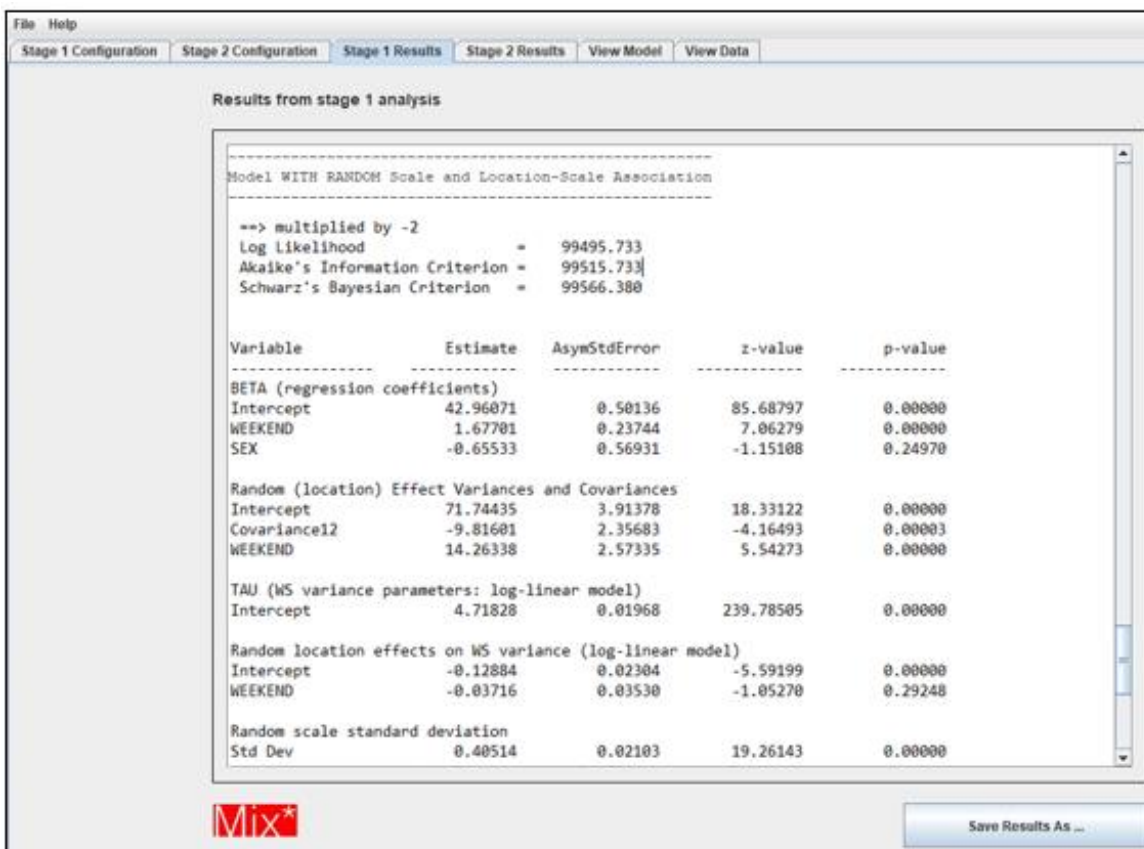 File Help
Stage 1 Configuration Stage 2 Configuration Stage 1 Results Stage 2 Results View Model View Data
Results from stage 1 analysis
---------------------------------------------------------
Model WITH RANDOM Scale and Location-Scale Association
---------------------------------------------------------
==> multiplied by -2
Log Likelihood = 99495.733
Akaike's Information Criterion = 99515.733
Schwarz's Bayesian Criterion = 99566.380
Variable Estimate AsymStdError z-value p-value
---------------- ------------ ------------ ------------ ------------
BETA (regression coefficients)
Intercept 42.96071 0.50136 85.68797 0.00000
WEEKEND 1.67701 0.23744 7.06279 0.00000
SEX -0.65533 0.56931 -1.15108 0.24970
Random (location) Effect Variances and Covariances
Intercept 71.74435 3.91378 18.33122 0.00000
Covariance12 -9.81601 2.35683 -4.16493 0.00003
WEEKEND 14.26338 2.57335 5.54273 0.00000
TAU (WS variance parameters: log-linear model)
Intercept 4.71828 0.01968 239.78505 0.00000
Random location effects on WS variance (log-linear model)
Intercept -0.12884 0.02304 -5.59199 0.00000
WEEKEND -0.03716 0.03530 -1.05270 0.29248
Random scale standard deviation
Std Dev 0.40514 0.02103 19.26143 0.00000
Mix*
Save Results As ...